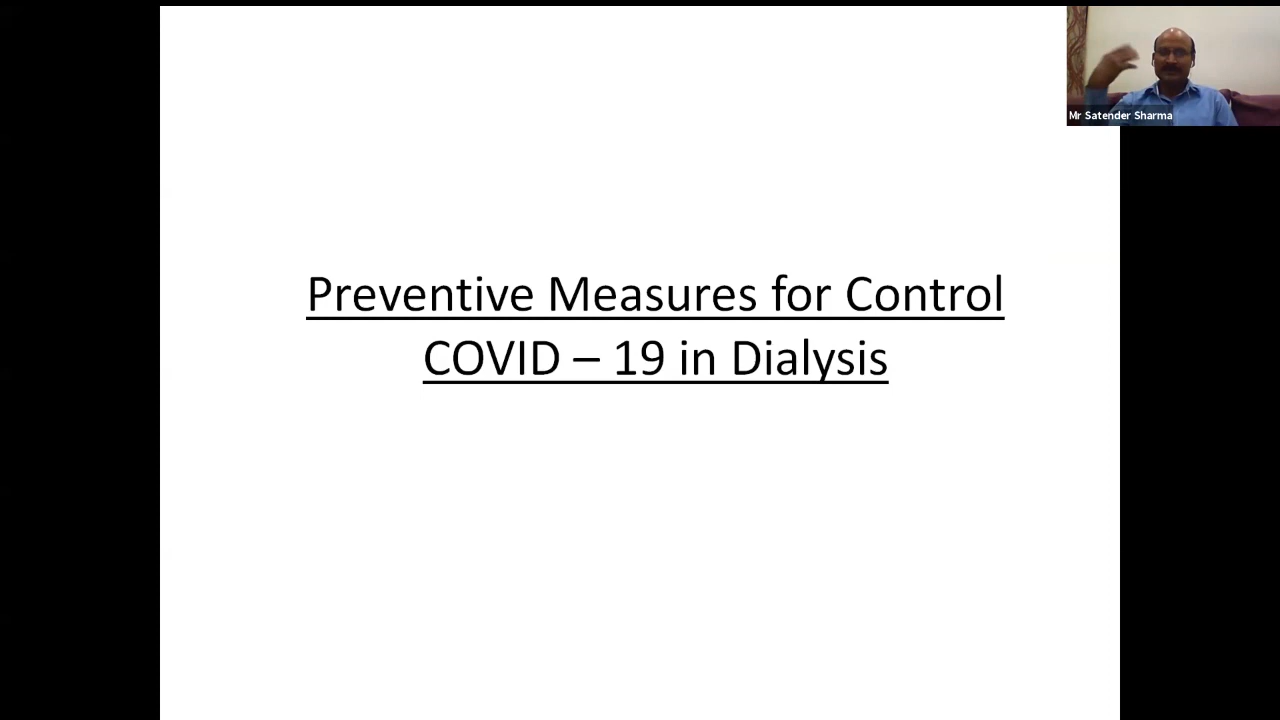 Mr Satender Sharma
Preventive Measures for Control
COVID – 19 in Dialysis